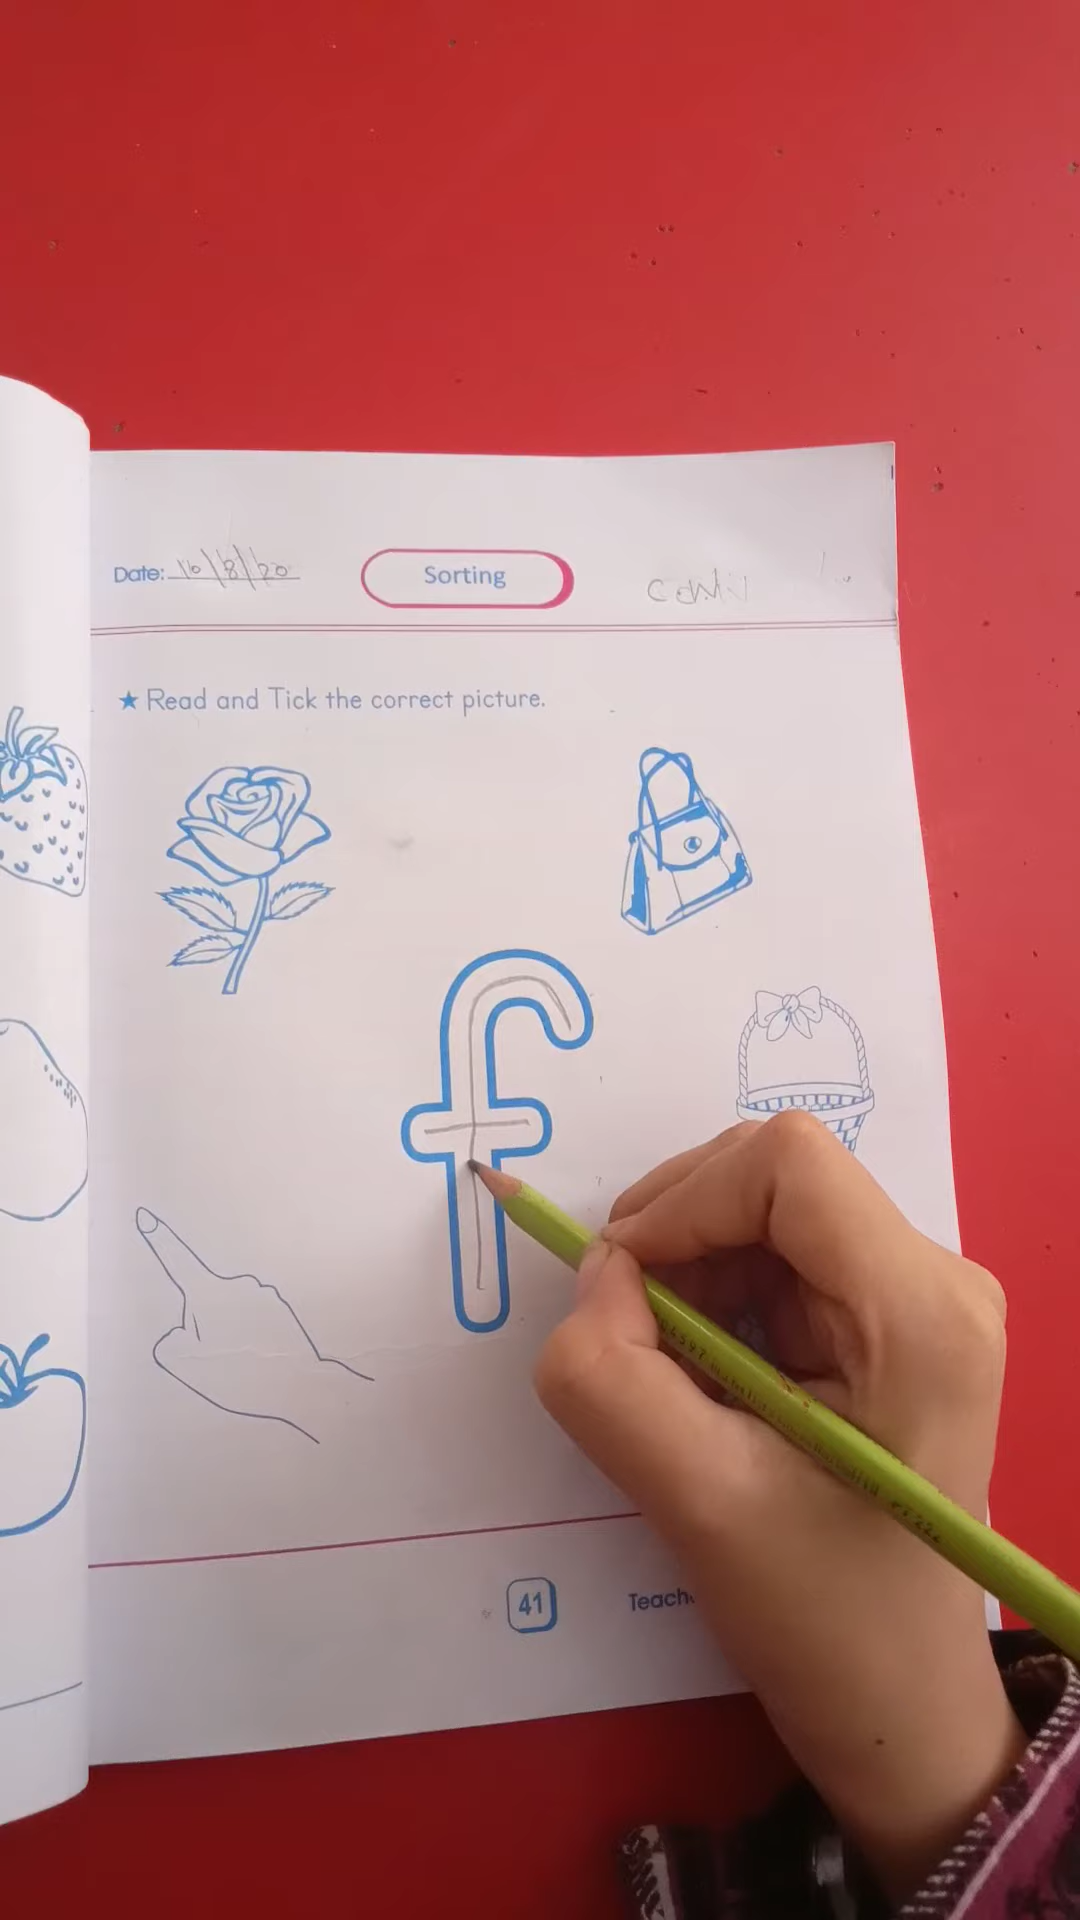 Date: 16/8/20
Sorting
★ Read and Tick the correct picture.
f
41